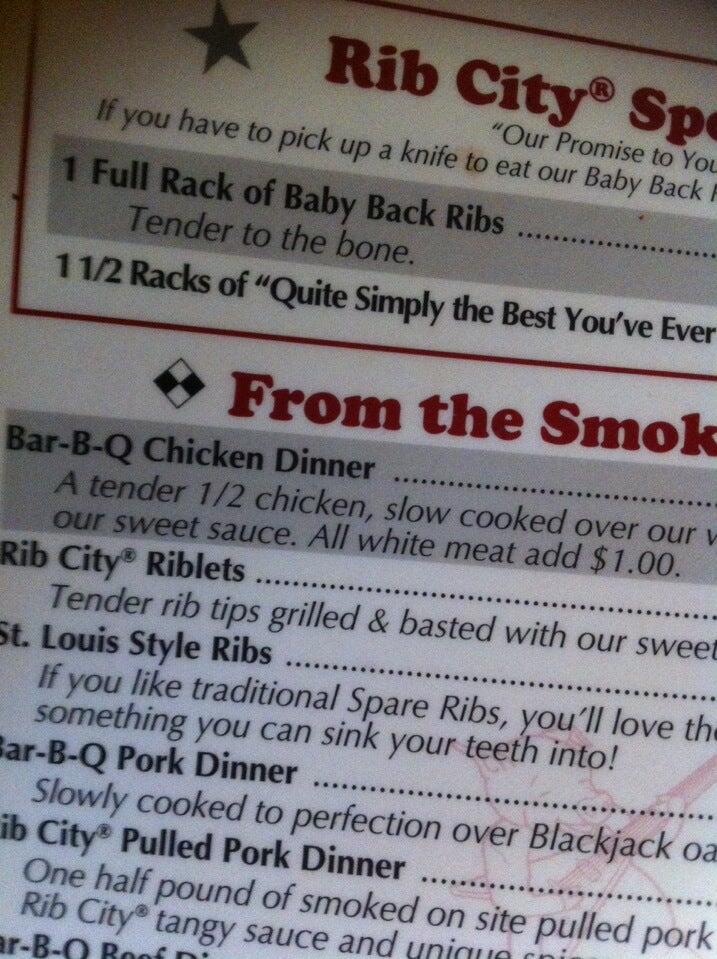 Rib City® Spe
"Our Promise to You
If you have to pick up a knife to eat our Baby Back
1 Full Rack of Baby Back Ribs
Tender to the bone.
1 1/2 Racks of "Quite Simply the Best You've Ever
From the Smok
Bar-B-Q Chicken Dinner
A tender 1/2 chicken, slow cooked over our
our sweet sauce. All white meat add $1.00.
Rib City® Riblets
Tender rib tips grilled & basted with our sweet
St. Louis Style Ribs
If you like traditional Spare Ribs, you'll love the
something you can sink your teeth into!
Bar-B-Q Pork Dinner
Slowly cooked to perfection over Blackjack oa
ib City® Pulled Pork Dinner
One half pound of smoked on site pulled pork
Rib City® tangy sauce and unique
ar-B-Q Beef Di